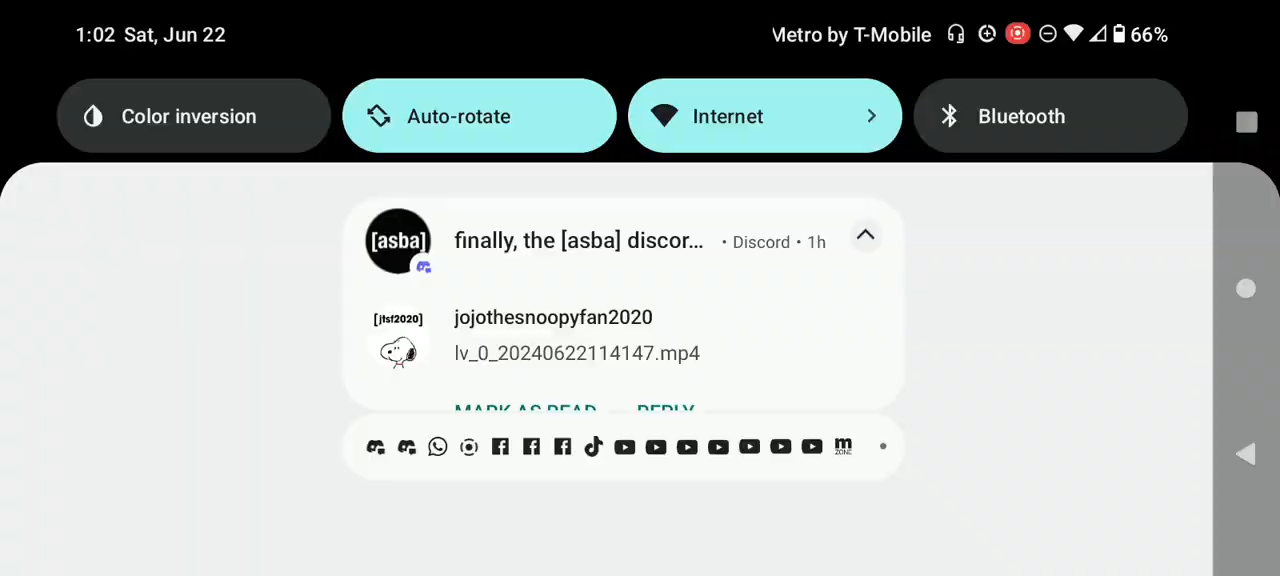 1:02 Sat, Jun 22
Metro by T-Mobile 66%
Color inversion
Auto-rotate
Internet
Bluetooth
[asba]
finally, the [asba] discor... • Discord • 1h
[jtsf2020]
jojothesnoopyfan2020
lv_0_20240622114147.mp4
MARK AS READ REPLY
m
ZONE